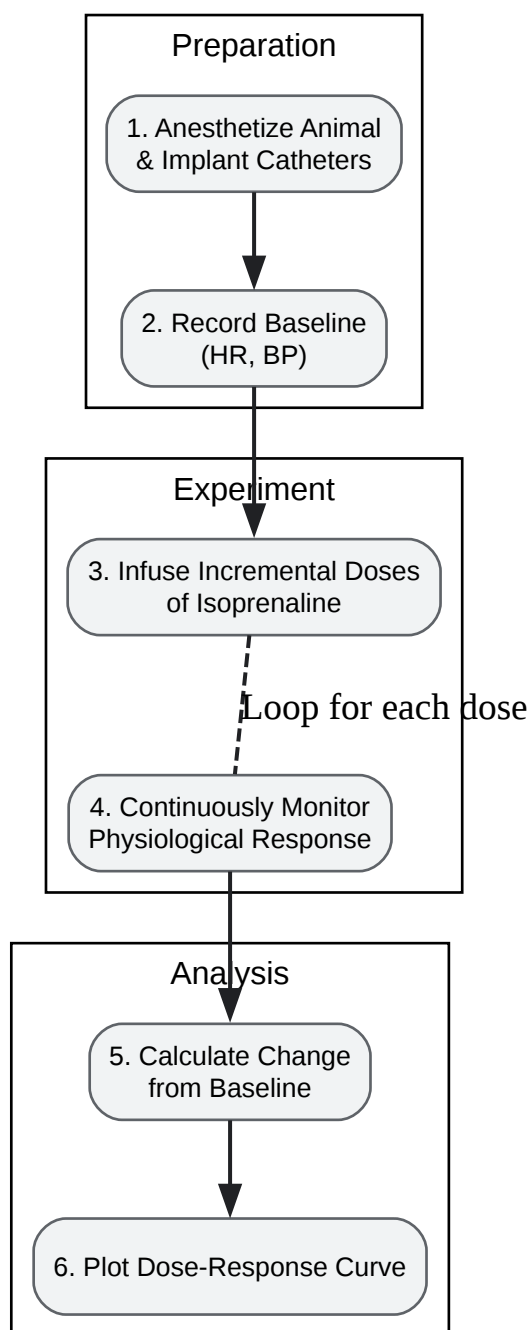 Preparation
1. Anesthetize Animal
& Implant Catheters
2. Record Baseline
(HR, BP)
Experiment
3. Infuse Incremental Doses
of Isoprenaline
Loop for each dose
4. Continuously Monitor
Physiological Response
Analysis
5. Calculate Change
from Baseline
6. Plot Dose-Response Curve